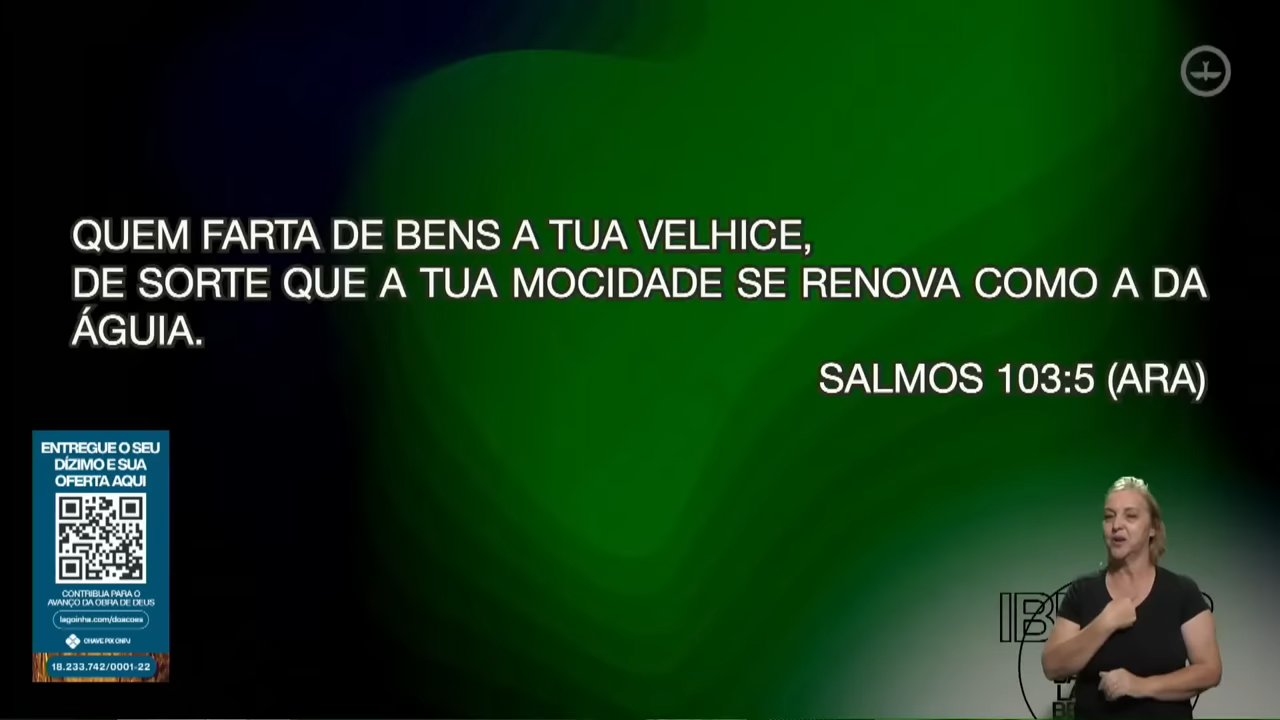 QUEM FARTA DE BENS A TUA VELHICE,
DE SORTE QUE A TUA MOCIDADE SE RENOVA COMO A DA
ÁGUIA.
SALMOS 103:5 (ARA)
ENTREGUE O SEU
DÍZIMO E SUA
OFERTA AQUI
CONTRIBUA PARA O
AVANÇO DA OBRA DE DEUS
lagoinha.com/doacoes
CHAVE PIX CNPJ
18.233.742/0001-22